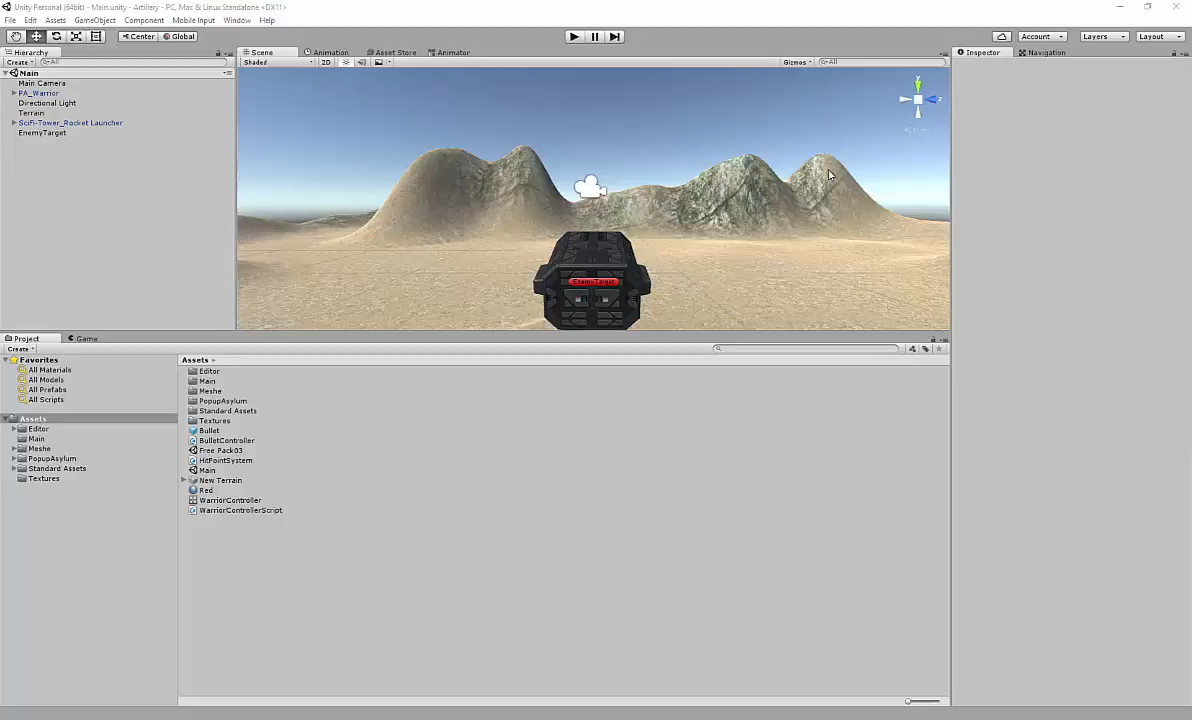 Unity Personal (64bit) - Main.unity - Artillery - PC, Mac & Linux Standalone <DX11>
File Edit Assets GameObject Component Mobile Input Window Help
Center Global Account Layers Layout
Hierarchy Scene Animation Asset Store Animator Inspector Navigation
Create All Shaded 2D Gizmos All
Main
Main Camera
PA_Warrior
Directional Light
Terrain
SciFi-Tower_Rocket Launcher
EnemyTarget
y
z
EnemyTarget
Project Game
Create
Favorites
All Materials
All Models
All Prefabs
All Scripts
Assets
Editor
Main
Meshe
PopupAsylum
Standard Assets
Textures
Assets
Editor
Main
Meshe
PopupAsylum
Standard Assets
Textures
Bullet
BulletController
Free Pack03
HitPointSystem
Main
New Terrain
Red
WarriorController
WarriorControllerScript